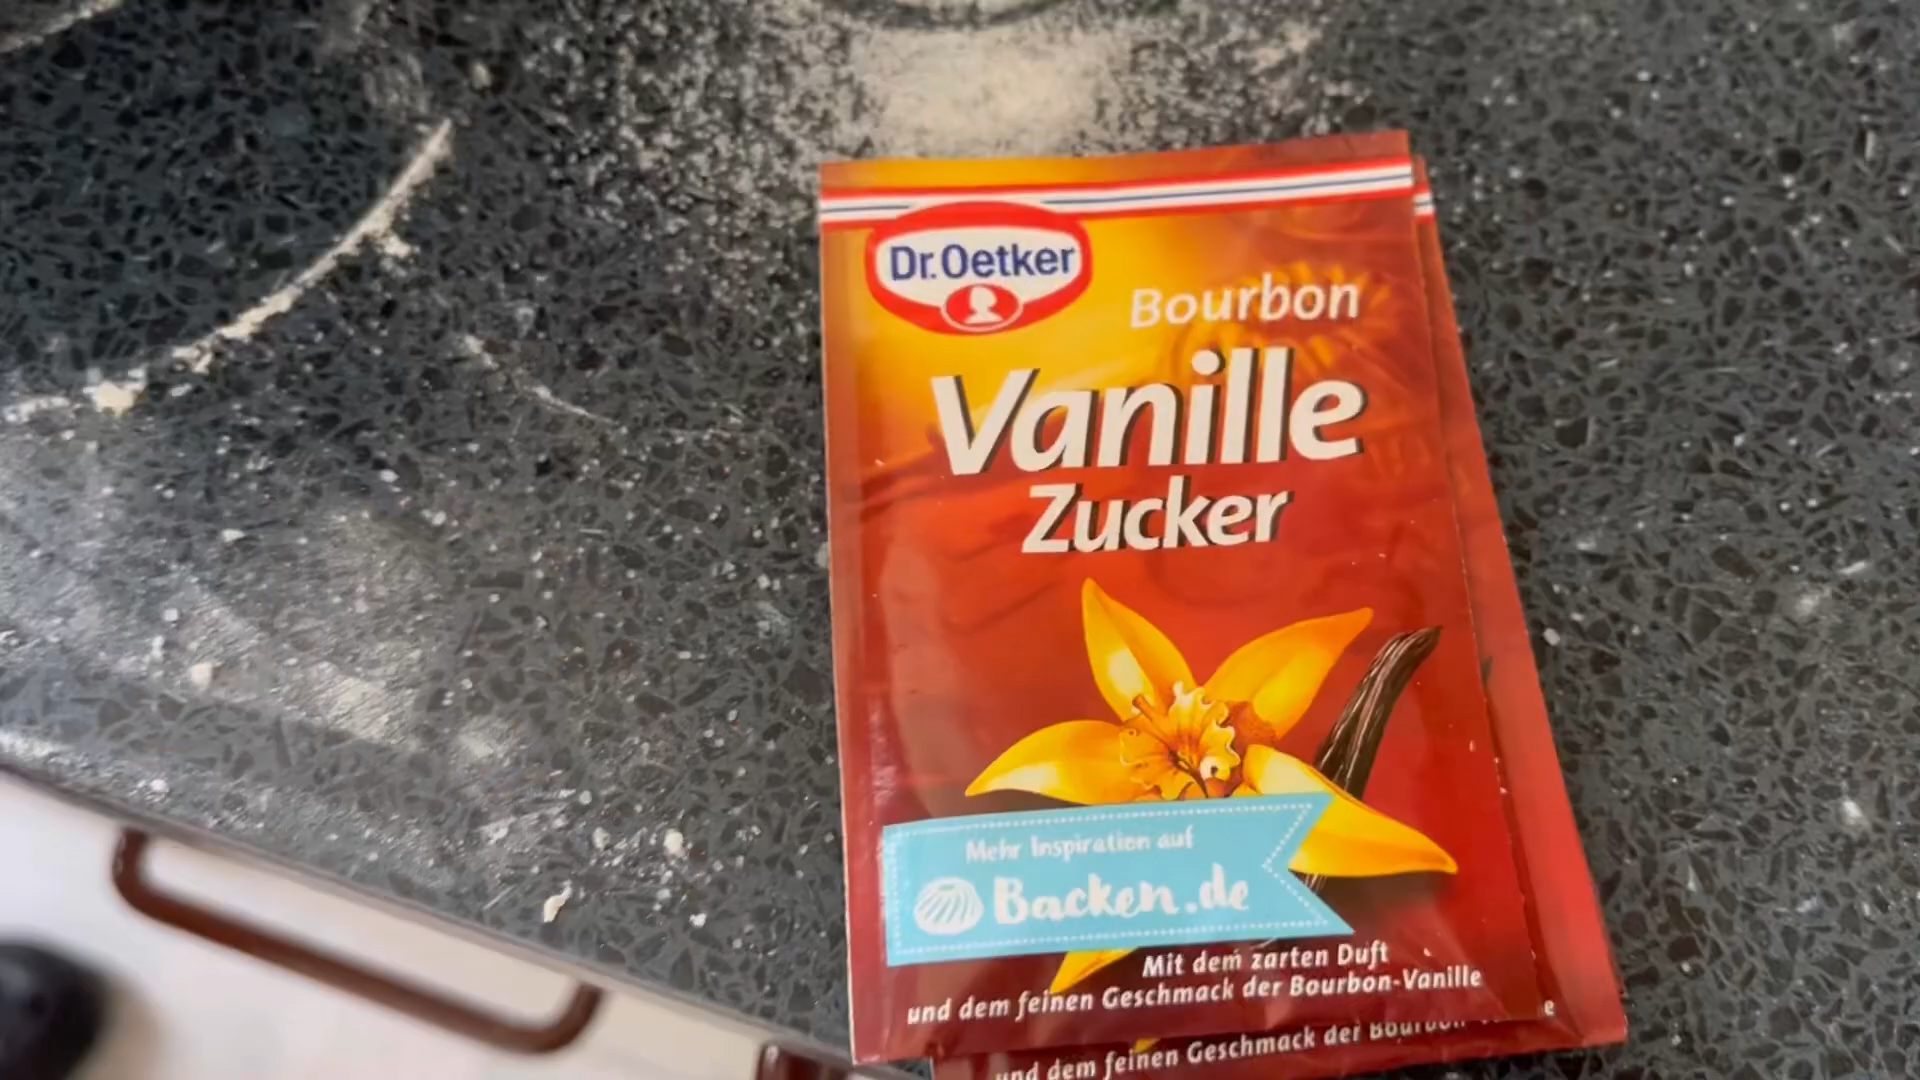 Dr. Oetker
Bourbon
Vanille
Zucker
Mehr Inspiration auf
Backen.de
Mit dem zarten Duft
und dem feinen Geschmack der Bourbon-Vanille
und dem feinen Geschmack der